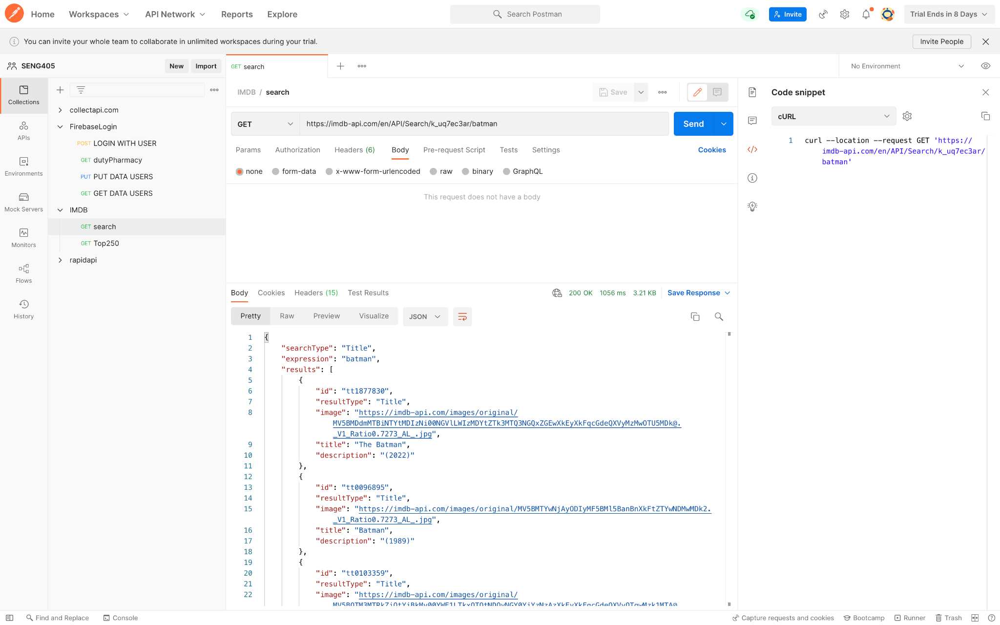 Home
Workspaces
API Network
Reports
Explore
Search Postman
Invite
Trial Ends in 8 Days
You can invite your whole team to collaborate in unlimited workspaces during your trial.
Invite People
SENG405
New
Import
GET search
No Environment
Collections
APIs
Environments
Mock Servers
Monitors
Flows
History
collectapi.com
FirebaseLogin
POST LOGIN WITH USER
GET dutyPharmacy
PUT PUT DATA USERS
GET GET DATA USERS
IMDB
GET search
GET Top250
rapidapi
IMDB / search
Save
GET
https://imdb-api.com/en/API/Search/k_uq7ec3ar/batman
Send
Params
Authorization
Headers (6)
Body
Pre-request Script
Tests
Settings
Cookies
none
form-data
x-www-form-urlencoded
raw
binary
GraphQL
This request does not have a body
Body
Cookies
Headers (15)
Test Results
200 OK
1056 ms
3.21 KB
Save Response
Pretty
Raw
Preview
Visualize
JSON
1 {
2 "searchType": "Title",
3 "expression": "batman",
4 "results": [
5 {
6 "id": "tt1877830",
7 "resultType": "Title",
8 "image": "https://imdb-api.com/images/original/
MV5BMDdmMTBiNTYtMDIzNi00NGVlLWIzMDYtZTk3MTQ3NGQxZGEwXkEyXkFqcGdeQXVyMzMwOTU5MDk@.
_V1_Ratio0.7273_AL_.jpg",
9 "title": "The Batman",
10 "description": "(2022)"
11 },
12 {
13 "id": "tt0096895",
14 "resultType": "Title",
15 "image": "https://imdb-api.com/images/original/MV5BMTYwNjAyODIyMF5BMl5BanBnXkFtZTYwNDMwMDk2.
_V1_Ratio0.7273_AL_.jpg",
16 "title": "Batman",
17 "description": "(1989)"
18 },
19 {
20 "id": "tt0103359",
21 "resultType": "Title",
22 "image": "https://imdb-api.com/images/original/
Code snippet
cURL
1 curl --location --request GET 'https://
imdb-api.com/en/API/Search/k_uq7ec3ar/
batman'
Find and Replace
Console
Capture requests and cookies
Bootcamp
Runner
Trash